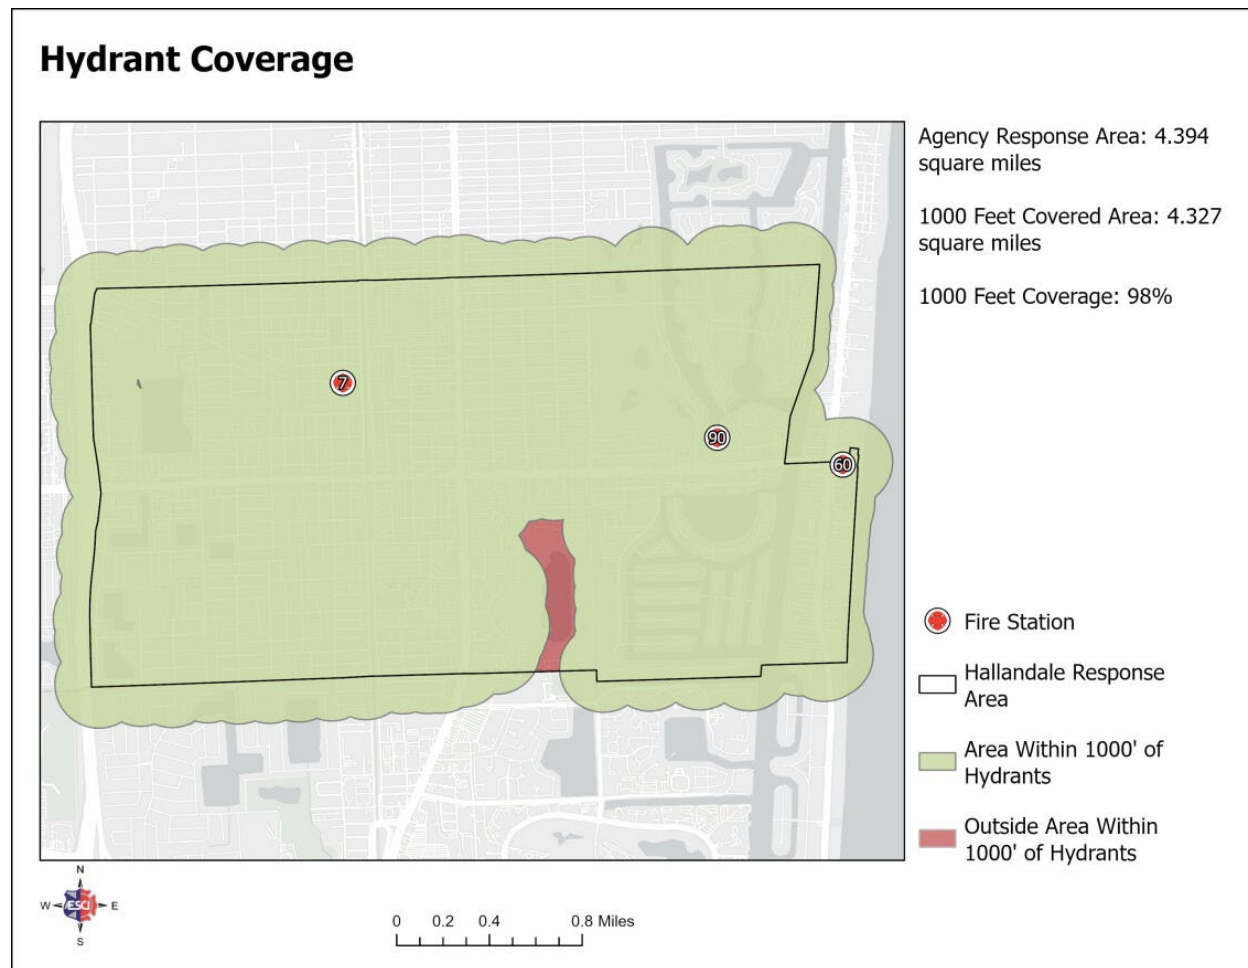 Hydrant Coverage
Agency Response Area: 4.394
square miles
1000 Feet Covered Area: 4.327
square miles
1000 Feet Coverage: 98%
7
90
60
Fire Station
Hallandale Response
Area
Area Within 1000' of
Hydrants
Outside Area Within
1000' of Hydrants
N
W
ESCI
E
S
0 0.2 0.4 0.8 Miles